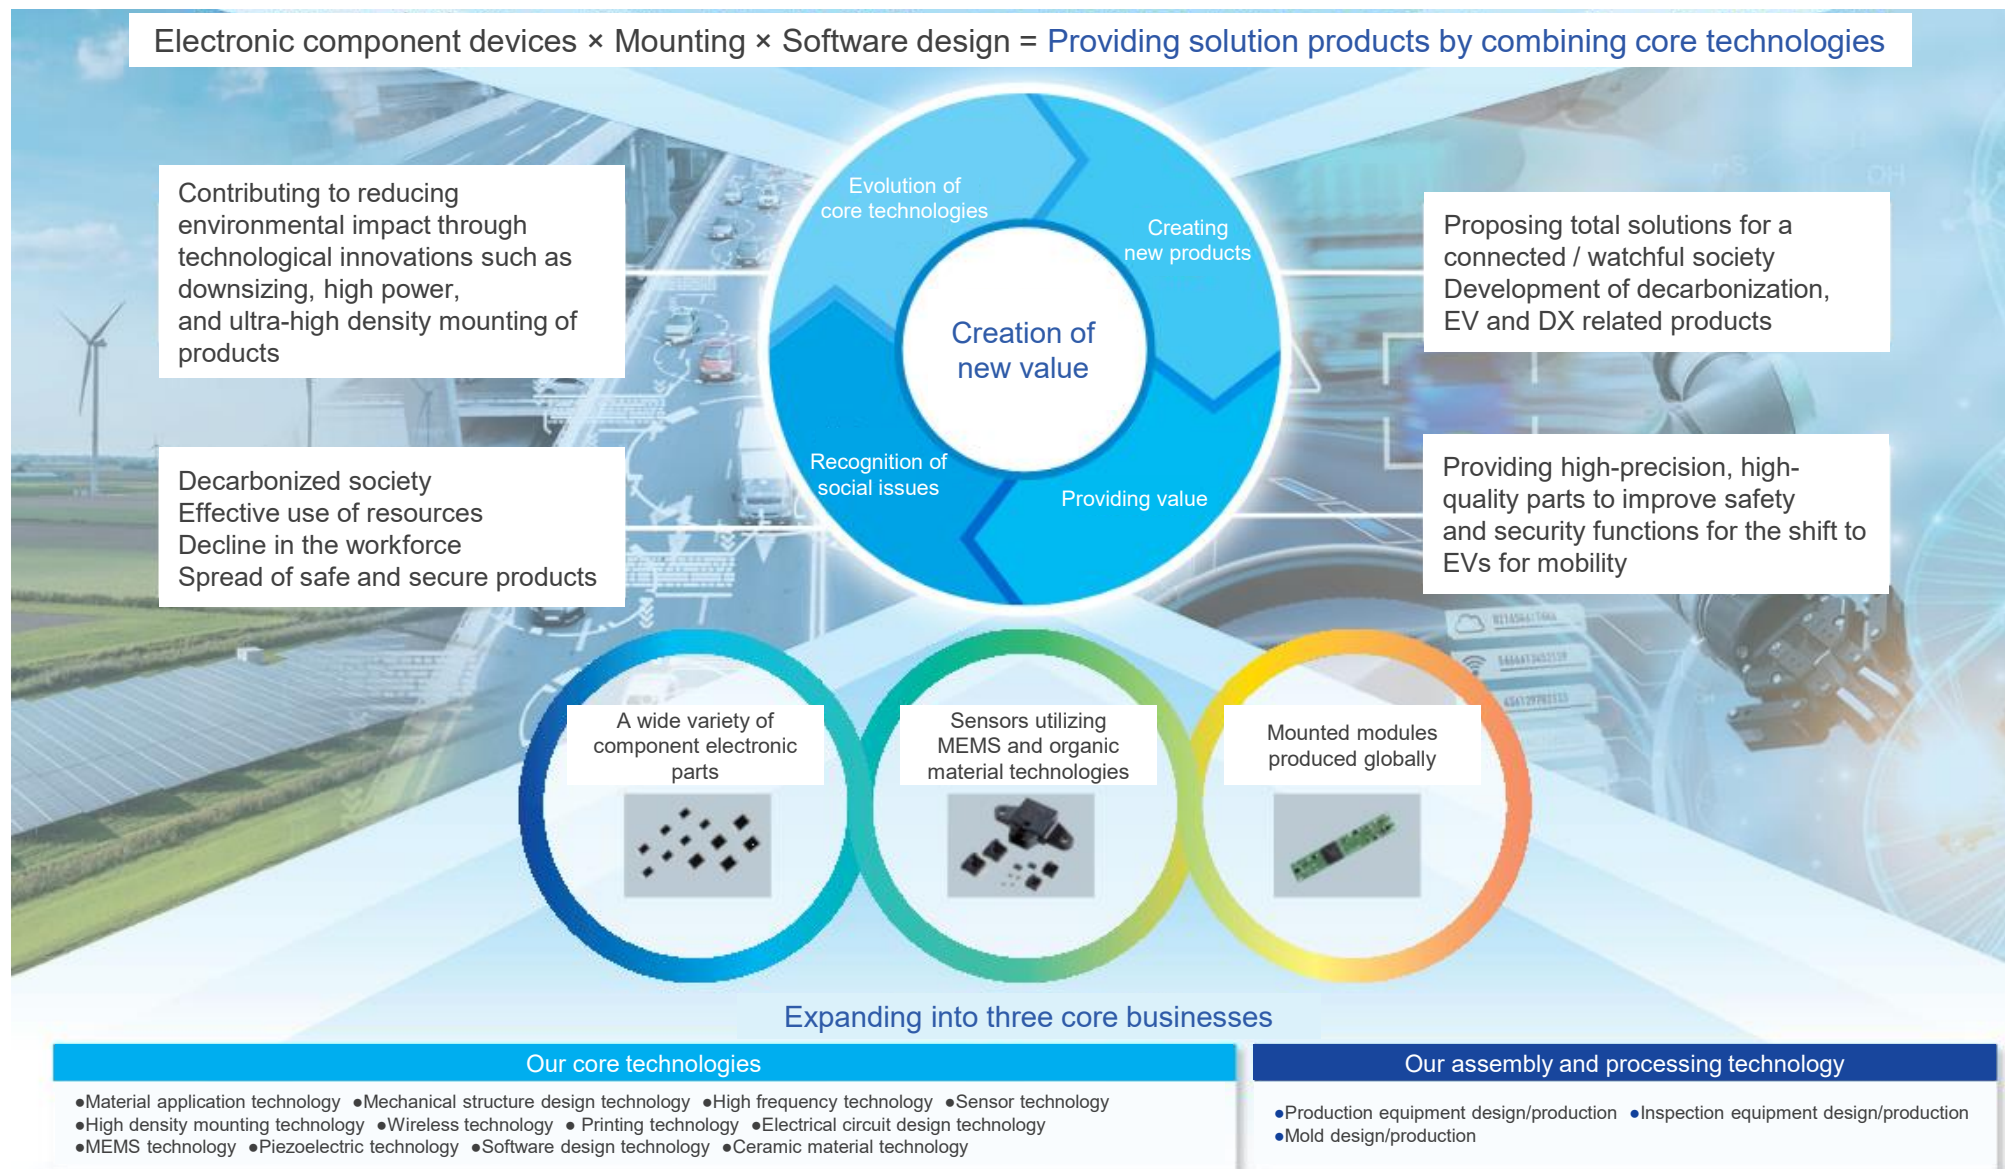 Electronic component devices × Mounting × Software design = Providing solution products by combining core technologies
Contributing to reducing
environmental impact through
technological innovations such as
downsizing, high power,
and ultra-high density mounting of
products
Decarbonized society
Effective use of resources
Decline in the workforce
Spread of safe and secure products
Evolution of
core technologies
Creating
new products
Creation of
new value
Recognition of
social issues
Providing value
Proposing total solutions for a
connected / watchful society
Development of decarbonization,
EV and DX related products
Providing high-precision, high-
quality parts to improve safety
and security functions for the shift to
EVs for mobility
HS
OH
A wide variety of
component electronic
parts
Sensors utilizing
MEMS and organic
material technologies
Mounted modules
produced globally
Expanding into three core businesses
Our core technologies
●Material application technology ●Mechanical structure design technology ●High frequency technology ●Sensor technology
●High density mounting technology ●Wireless technology ● Printing technology ●Electrical circuit design technology
●MEMS technology ●Piezoelectric technology ●Software design technology ●Ceramic material technology
Our assembly and processing technology
●Production equipment design/production ●Inspection equipment design/production
●Mold design/production